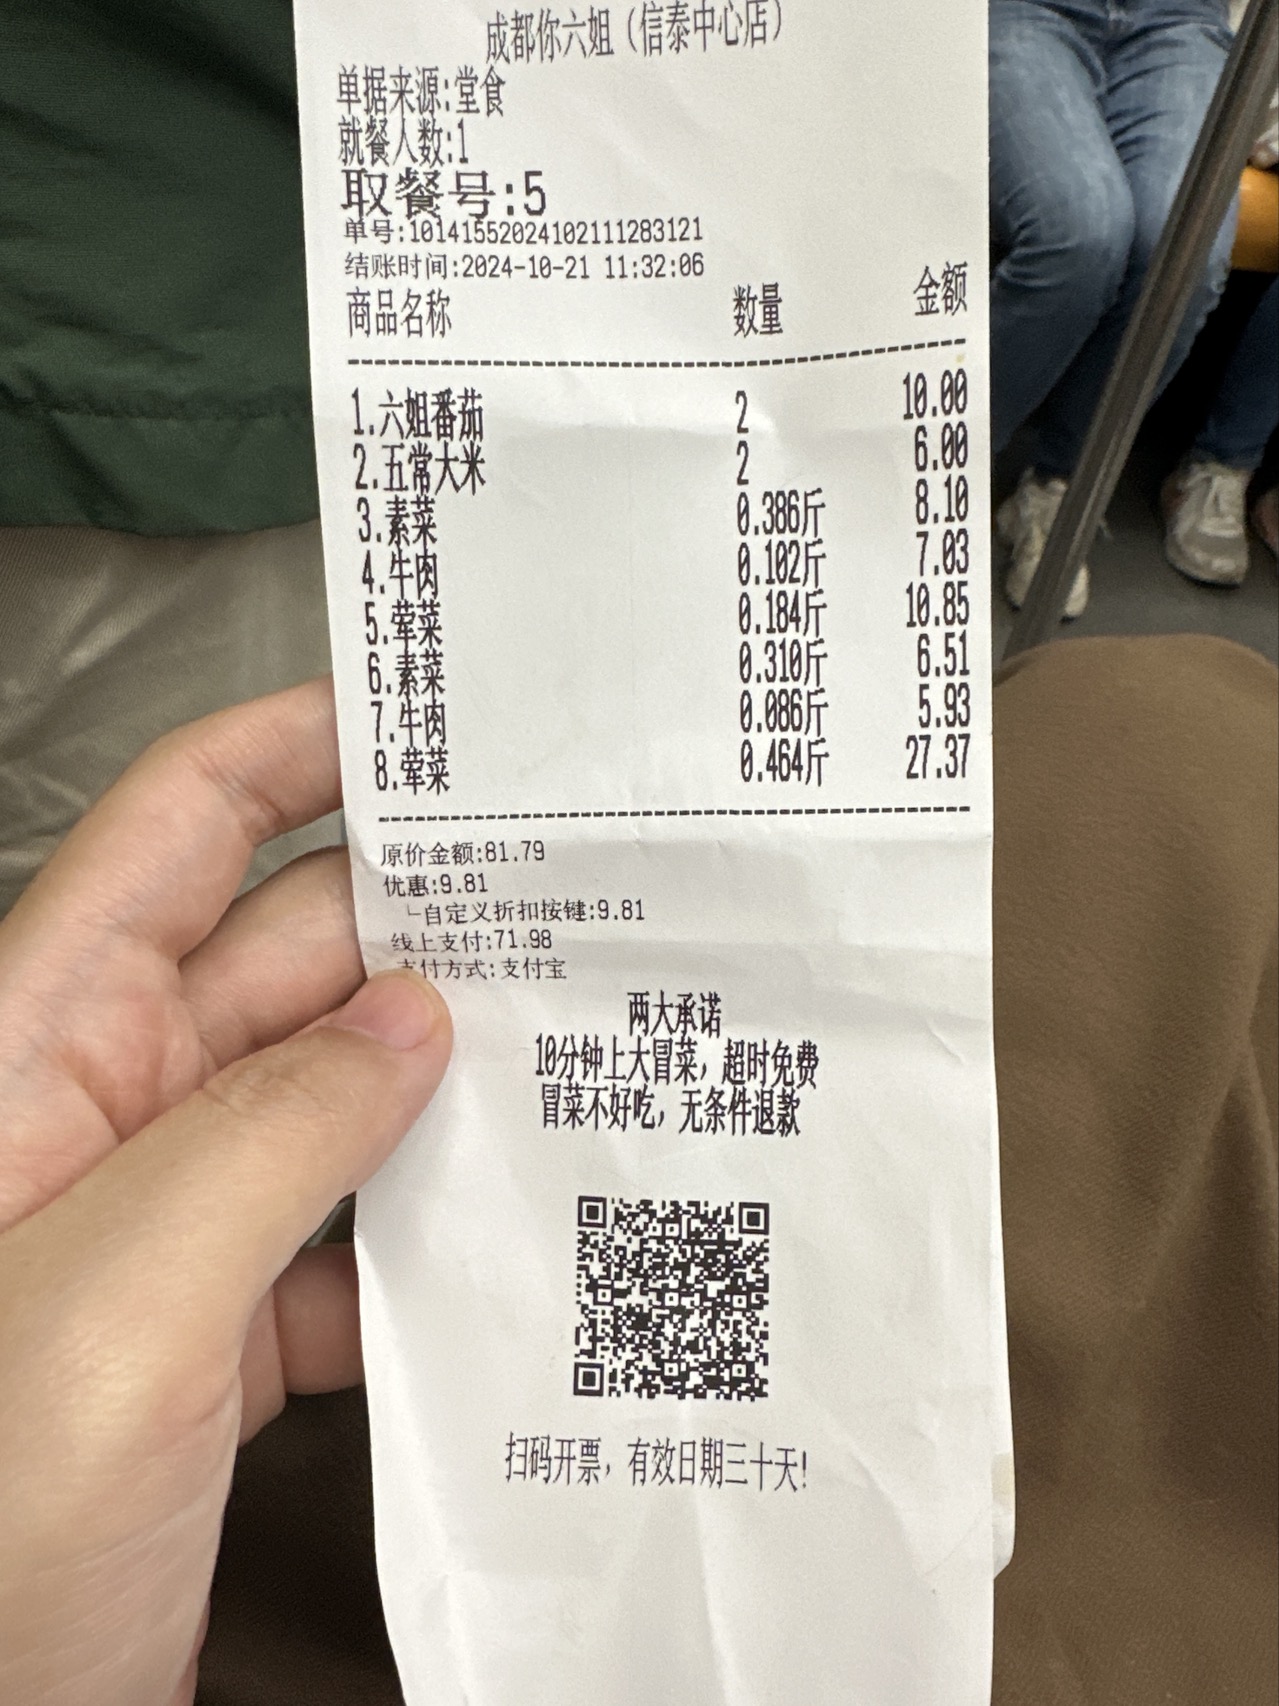 成都你六姐（信泰中心店）
单据来源:堂食
就餐人数:1
取餐号:5
单号:101415520241021112831​21
结账时间:2024-10-21 11:32:06
商品名称 数量 金额
1.六姐番茄 2 10.00
2.五常大米 2 6.00
3.素菜 0.386斤 8.10
4.牛肉 0.102斤 7.03
5.荤菜 0.184斤 10.85
6.素菜 0.310斤 6.51
7.牛肉 0.086斤 5.93
8.荤菜 0.464斤 27.37
原价金额:81.79
优惠:9.81
└自定义折扣按键:9.81
线上支付:71.98
支付方式:支付宝
两大承诺
10分钟上大冒菜，超时免费
冒菜不好吃，无条件退款
扫码开票，有效日期三十天!